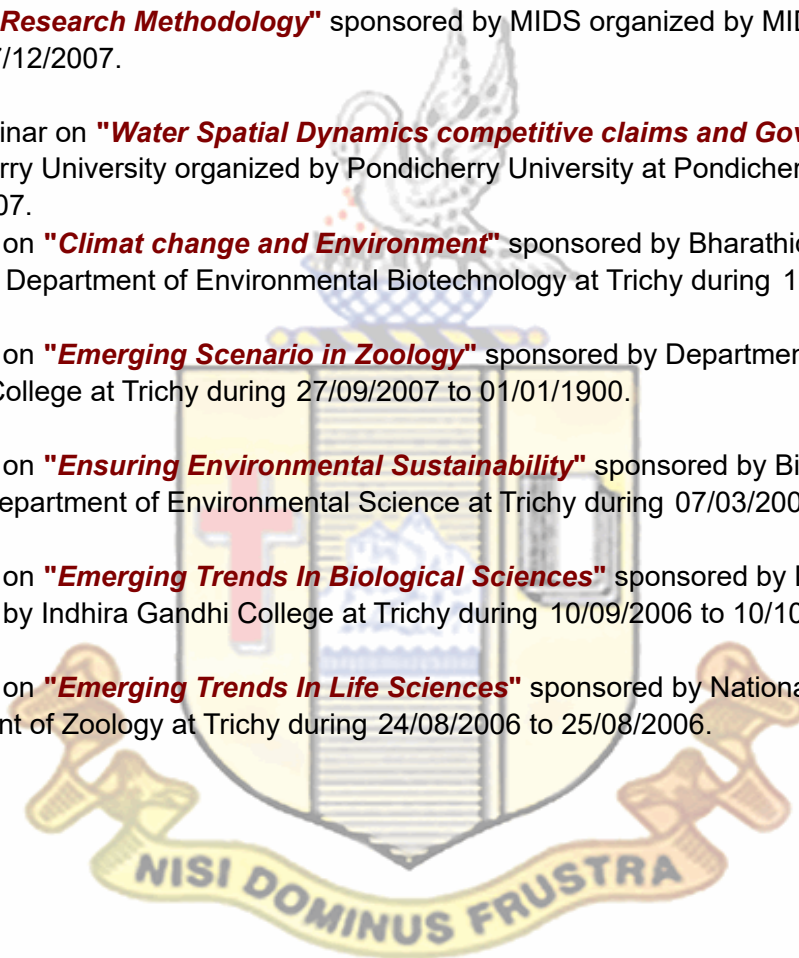 Research Methodology" sponsored by MIDS organized by MID
7/12/2007.
inar on "Water Spatial Dynamics competitive claims and Gov
rry University organized by Pondicherry University at Pondicher
07.
on "Climat change and Environment" sponsored by Bharathid
Department of Environmental Biotechnology at Trichy during 1
on "Emerging Scenario in Zoology" sponsored by Departmen
College at Trichy during 27/09/2007 to 01/01/1900.
on "Ensuring Environmental Sustainability" sponsored by Bi
epartment of Environmental Science at Trichy during 07/03/200
on "Emerging Trends In Biological Sciences" sponsored by I
by Indhira Gandhi College at Trichy during 10/09/2006 to 10/10
on "Emerging Trends In Life Sciences" sponsored by Nationa
nt of Zoology at Trichy during 24/08/2006 to 25/08/2006.
NISI DOMINUS FRUSTRA